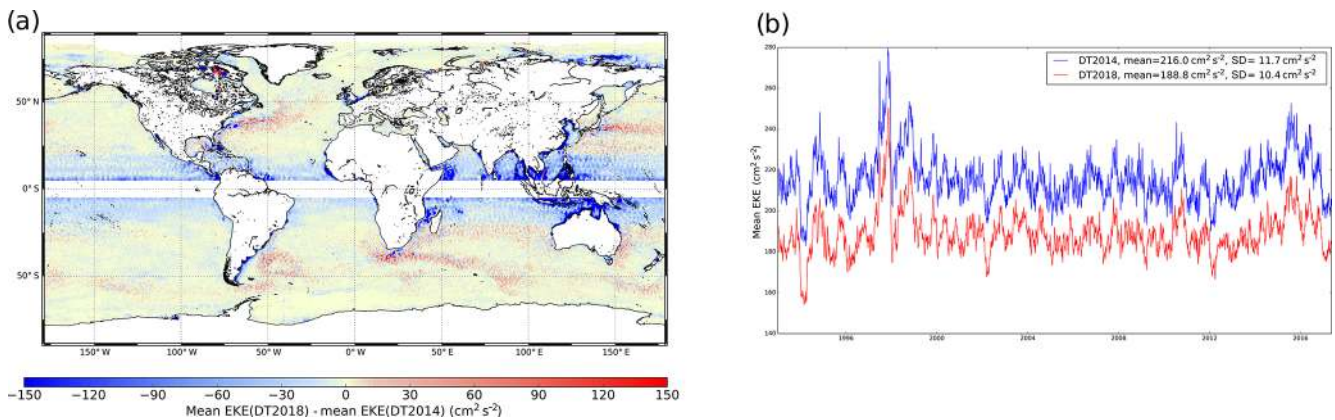 (a)
50° N
0° S
50° S
150° W
100° W
50° W
0° E
50° E
100° E
150° E
−150
−120
−90
−60
−30
0
30
60
90
120
150
Mean EKE(DT2018) - mean EKE(DT2014) (cm² s⁻²)
(b)
280
260
240
220
200
180
160
140
Mean EKE (cm² s⁻²)
DT2014, mean=216.0 cm² s⁻², SD= 11.7 cm² s⁻²
DT2018, mean=188.8 cm² s⁻², SD= 10.4 cm² s⁻²
1996
2000
2004
2008
2012
2016